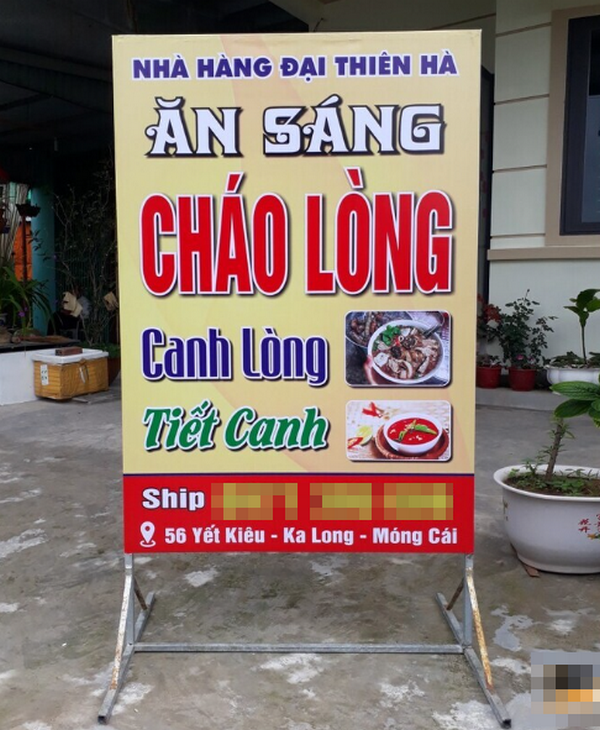 NHÀ HÀNG ĐẠI THIÊN HÀ
ĂN SÁNG
CHÁO LÒNG
Canh Lòng
Tiết Canh
Ship
56 Yết Kiêu - Ka Long - Móng Cái